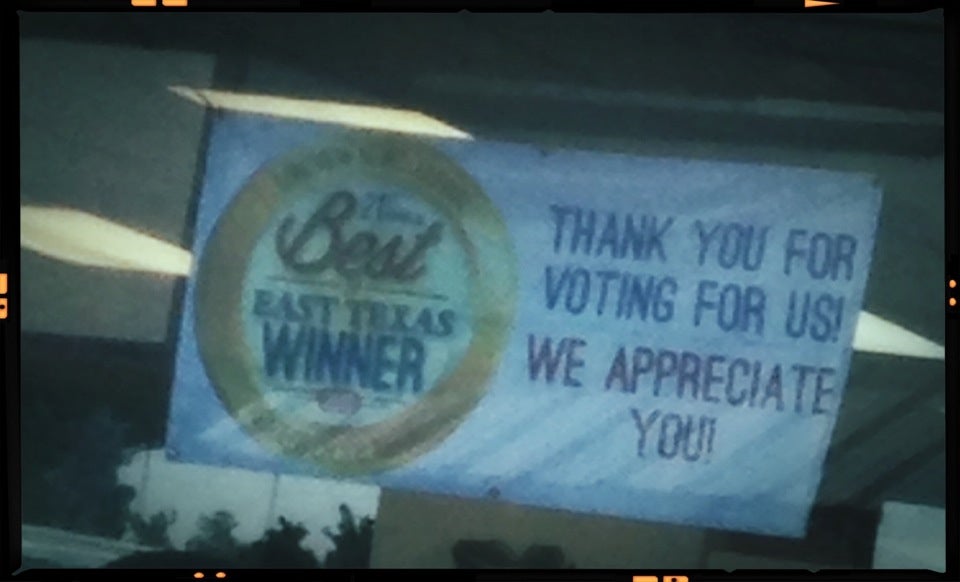 Best
EAST TEXAS
WINNER
THANK YOU FOR
VOTING FOR US!
WE APPRECIATE
YOU!